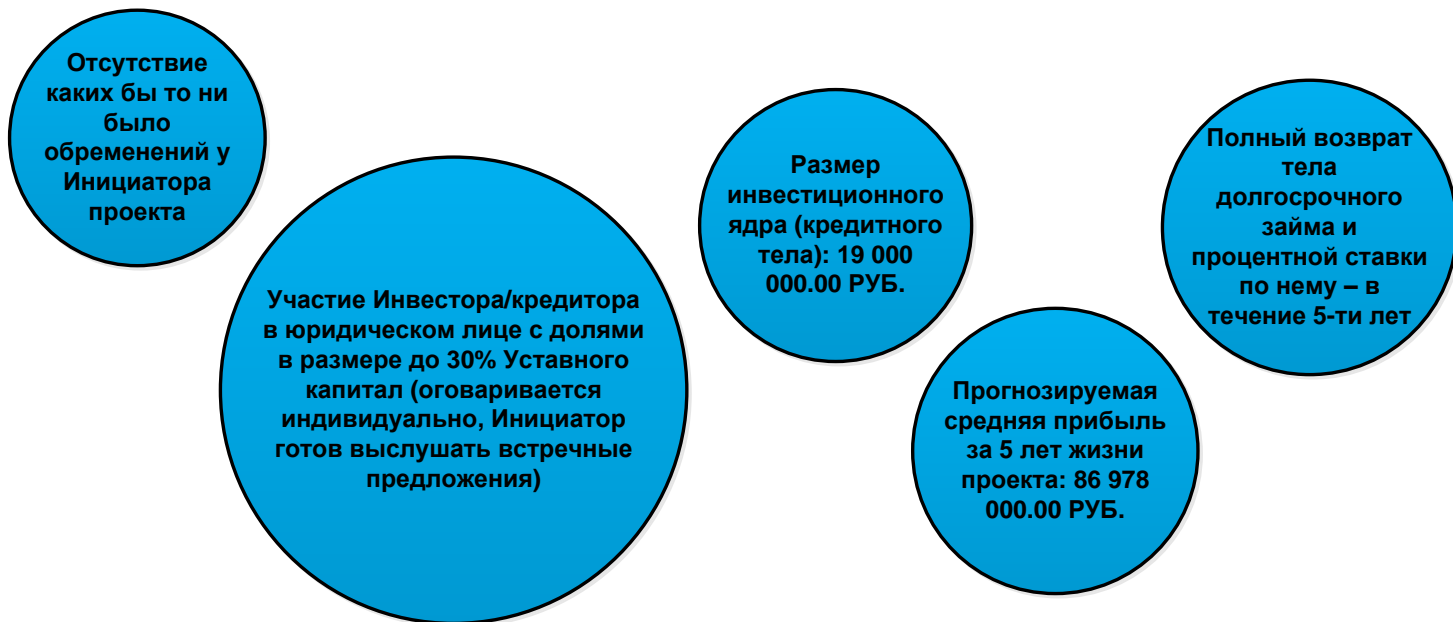 Отсутствие
каких бы то ни
было
обременений у
Инициатора
проекта
Участие Инвестора/кредитора
в юридическом лице с долями
в размере до 30% Уставного
капитал (оговаривается
индивидуально, Инициатор
готов выслушать встречные
предложения)
Размер
инвестиционного
ядра (кредитного
тела): 19 000
000.00 РУБ.
Прогнозируемая
средняя прибыль
за 5 лет жизни
проекта: 86 978
000.00 РУБ.
Полный возврат
тела
долгосрочного
займа и
процентной ставки
по нему – в
течение 5-ти лет